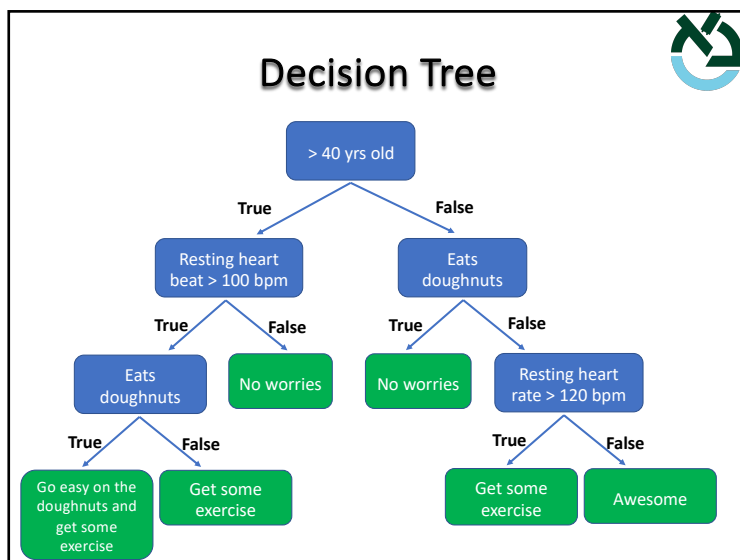 Decision Tree
> 40 yrs old
True
False
Resting heart
beat > 100 bpm
Eats
doughnuts
True
False
True
False
Eats
doughnuts
No worries
No worries
Resting heart
rate > 120 bpm
True
False
True
False
Go easy on the
doughnuts and
get some
exercise
Get some
exercise
Get some
exercise
Awesome